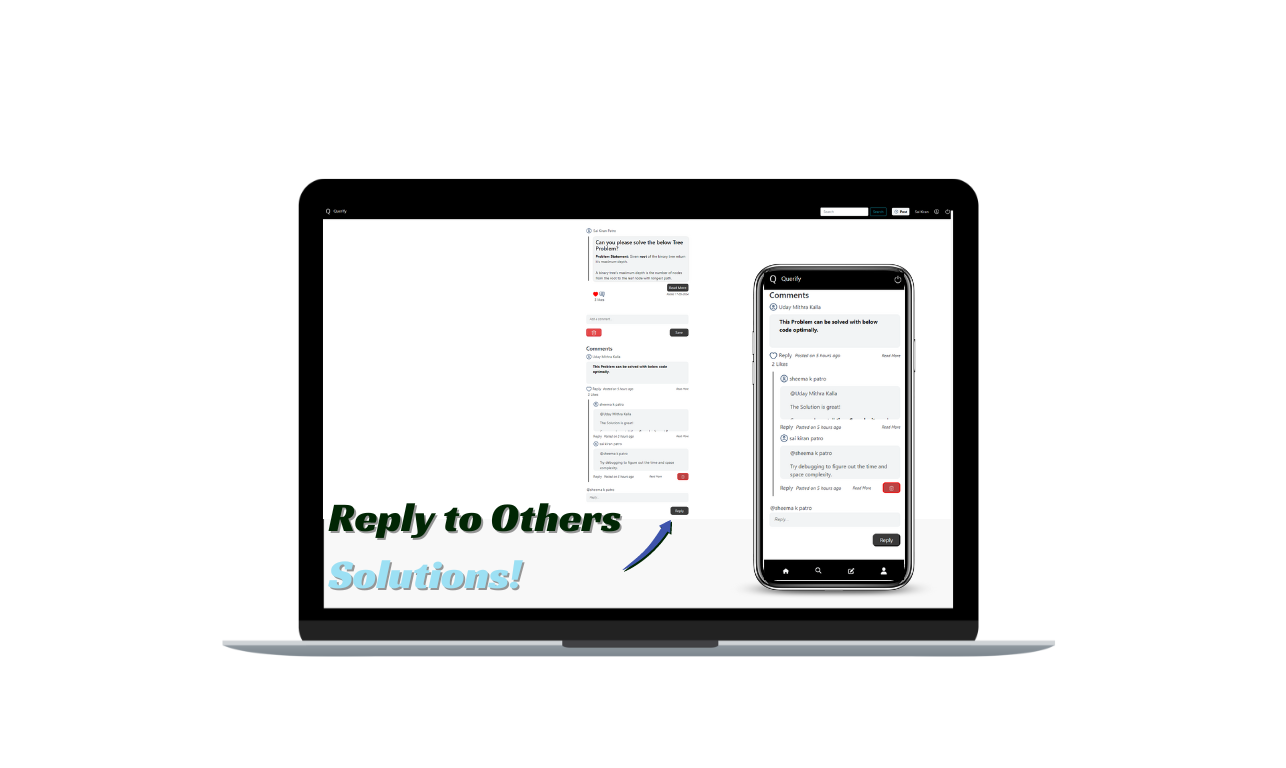 Q Querify
Search
Search
Post
Sai Kiran
Sai Kiran Patro
Can you please solve the below Tree
Problem?
Problem Statement: Given root of the binary tree return
it's maximum depth.
A binary tree's maximum depth is the number of nodes
from the root to the leaf node with longest path.
Read More
Add Comment
Save
Comments
Uday Mithra Kalla
This Problem can be solved with below code
optimally.
Reply Posted on 5 hours ago Read More
2 Likes
sheema k patro
@Uday Mithra Kalla
The Solution is great!
Reply Posted on 5 hours ago Read More
sai kiran patro
@sheema k patro
Try debugging to figure out the time and space
complexity.
Reply Posted on 5 hours ago Read More
@sheema k patro
Reply..
Reply
Reply to Others
Solutions!
Q Querify
Comments
Uday Mithra Kalla
This Problem can be solved with below
code optimally.
Reply Posted on 5 hours ago Read More
2 Likes
sheema k patro
@Uday Mithra Kalla
The Solution is great!
Reply Posted on 5 hours ago Read More
sai kiran patro
@sheema k patro
Try debugging to figure out the time and
space complexity.
Reply Posted on 5 hours ago Read More
@sheema k patro
Reply..
Reply